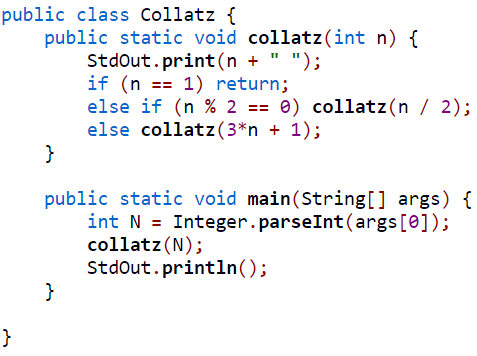 public class Collatz {
    public static void collatz(int n) {
        StdOut.print(n + " ");
        if (n == 1) return;
        else if (n % 2 == 0) collatz(n / 2);
        else collatz(3*n + 1);
    }

    public static void main(String[] args) {
        int N = Integer.parseInt(args[0]);
        collatz(N);
        StdOut.println();
    }

}